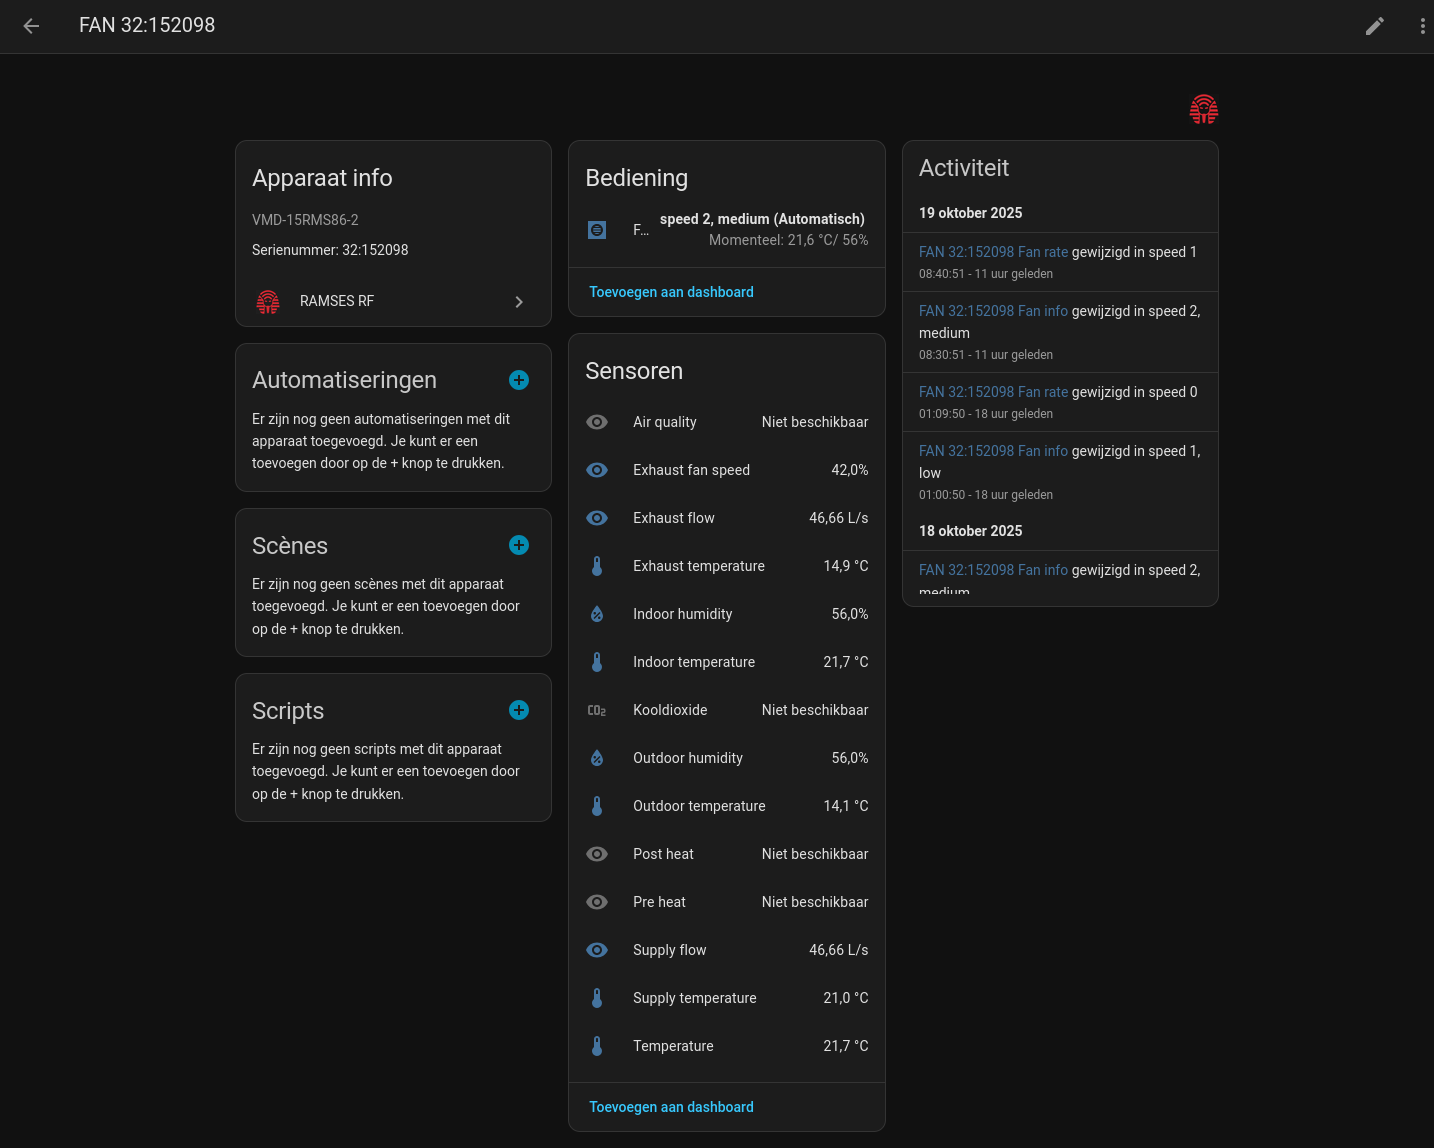 FAN 32:152098
Apparaat info
VMD-15RMS86-2
Serienummer: 32:152098
RAMSES RF
Automatiseringen
Er zijn nog geen automatiseringen met dit
apparaat toegevoegd. Je kunt er een
toevoegen door op de + knop te drukken.
Scènes
Er zijn nog geen scènes met dit apparaat
toegevoegd. Je kunt er een toevoegen door
op de + knop te drukken.
Scripts
Er zijn nog geen scripts met dit apparaat
toegevoegd. Je kunt er een toevoegen door
op de + knop te drukken.
Bediening
F... speed 2, medium (Automatisch)
Momenteel: 21,6 °C/ 56%
Toevoegen aan dashboard
Sensoren
Air quality Niet beschikbaar
Exhaust fan speed 42,0%
Exhaust flow 46,66 L/s
Exhaust temperature 14,9 °C
Indoor humidity 56,0%
Indoor temperature 21,7 °C
CO₂ Kooldioxide Niet beschikbaar
Outdoor humidity 56,0%
Outdoor temperature 14,1 °C
Post heat Niet beschikbaar
Pre heat Niet beschikbaar
Supply flow 46,66 L/s
Supply temperature 21,0 °C
Temperature 21,7 °C
Toevoegen aan dashboard
Activiteit
19 oktober 2025
FAN 32:152098 Fan rate gewijzigd in speed 1
08:40:51 - 11 uur geleden
FAN 32:152098 Fan info gewijzigd in speed 2,
medium
08:30:51 - 11 uur geleden
FAN 32:152098 Fan rate gewijzigd in speed 0
01:09:50 - 18 uur geleden
FAN 32:152098 Fan info gewijzigd in speed 1,
low
01:00:50 - 18 uur geleden
18 oktober 2025
FAN 32:152098 Fan info gewijzigd in speed 2,
medium